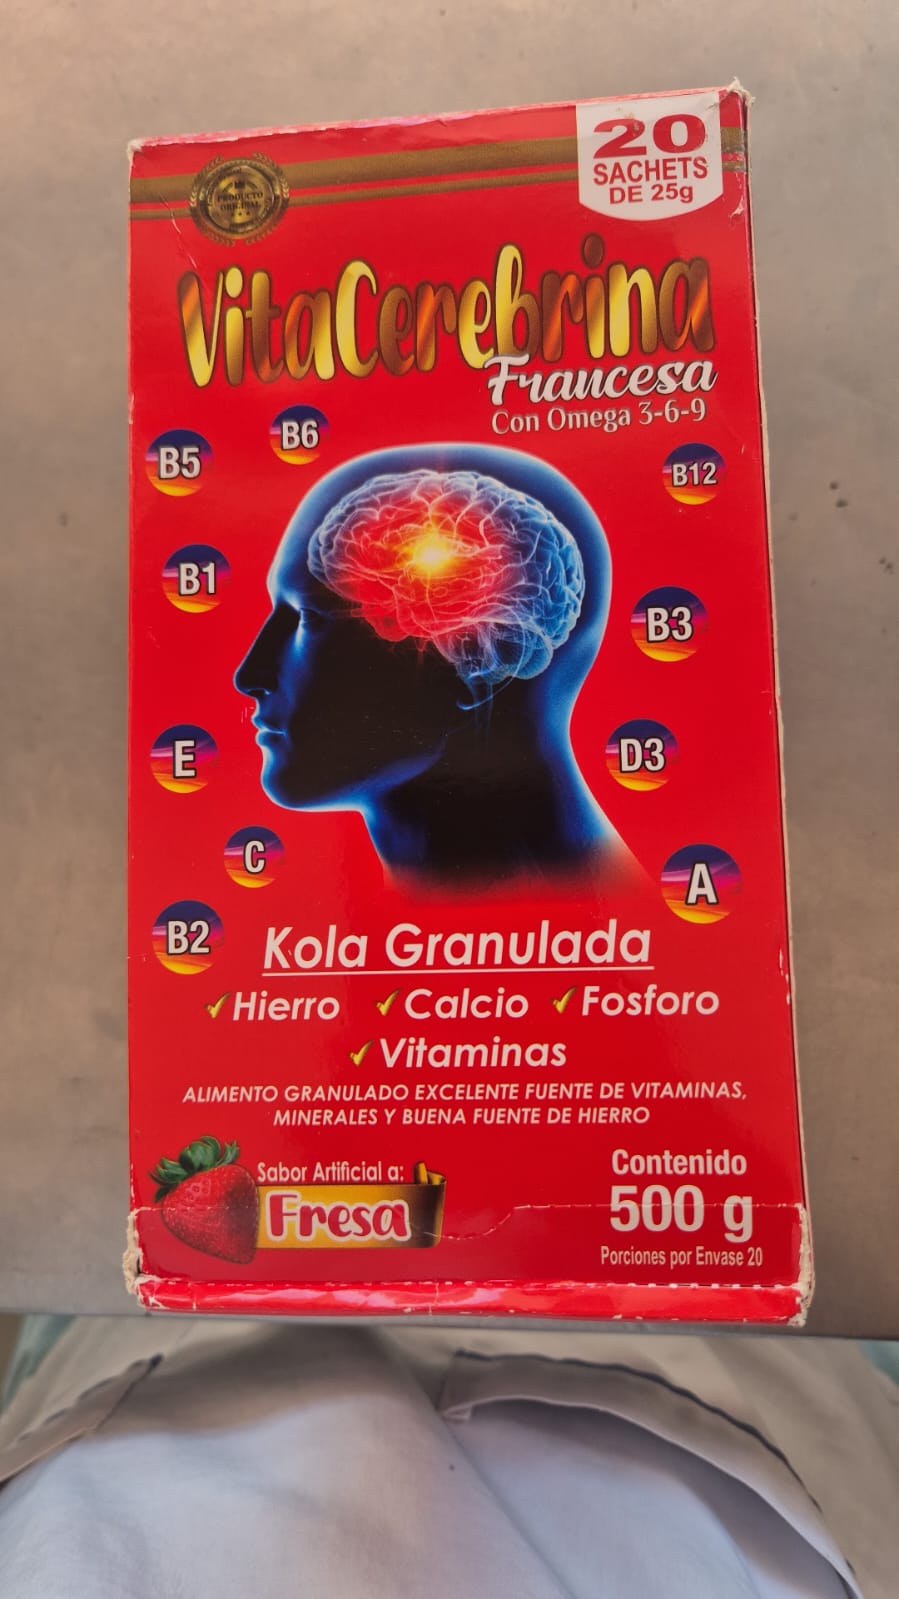 20
SACHETS
DE 25g
PRODUCTO
ORIGINAL
VitaCerebrina
Francesa
Con Omega 3-6-9
B5
B6
B12
B1
B3
E
D3
C
A
B2
Kola Granulada
Hierro Calcio Fosforo
Vitaminas
ALIMENTO GRANULADO EXCELENTE FUENTE DE VITAMINAS,
MINERALES Y BUENA FUENTE DE HIERRO
Sabor Artificial a:
Fresa
Contenido
500 g
Porciones por Envase 20